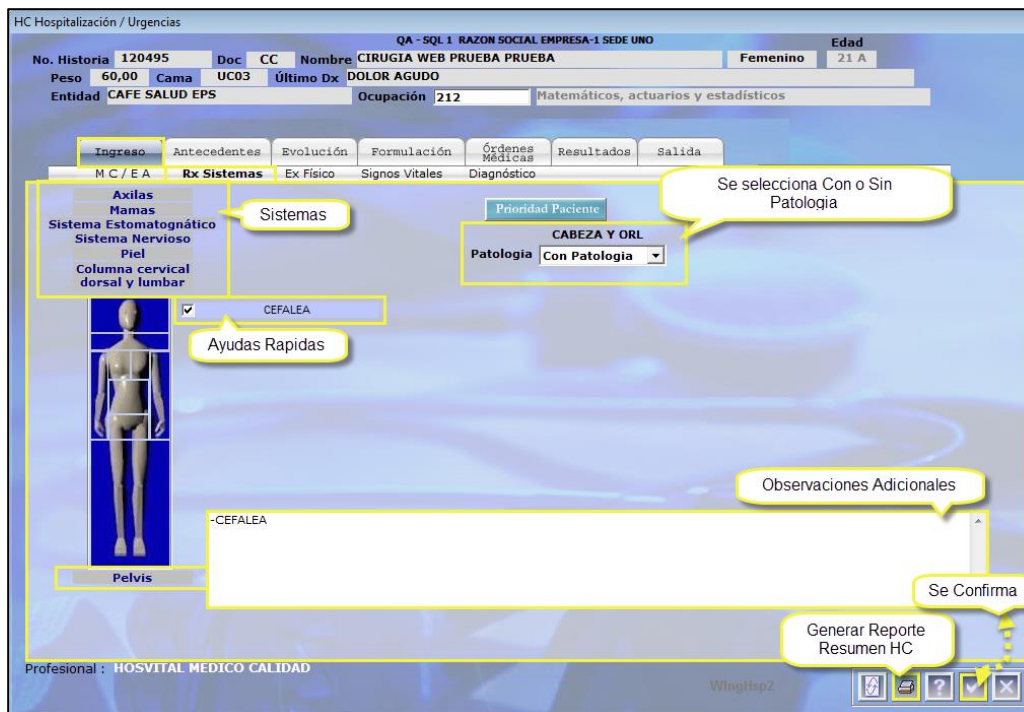 HC Hospitalización / Urgencias
QA - SQL 1 RAZON SOCIAL EMPRESA-1 SEDE UNO
Edad
No. Historia 120495 Doc CC Nombre CIRUGIA WEB PRUEBA PRUEBA Femenino 21 A
Peso 60,00 Cama UC03 Último Dx DOLOR AGUDO
Entidad CAFE SALUD EPS Ocupación 212 Matemáticos, actuarios y estadísticos
Ingreso Antecedentes Evolución Formulación Órdenes Médicas Resultados Salida
M C / E A Rx Sistemas Ex Físico Signos Vitales Diagnóstico
Axilas
Mamas
Sistema Estomatognático
Sistema Nervioso
Piel
Columna cervical
dorsal y lumbar
Sistemas
Prioridad Paciente
Se selecciona Con o Sin
Patologia
CABEZA Y ORL
Patologia Con Patologia
CEFALEA
Ayudas Rapidas
Observaciones Adicionales
-CEFALEA
Pelvis
Se Confirma
Generar Reporte
Resumen HC
Profesional : HOSVITAL MEDICO CALIDAD
WIngHsp2
?